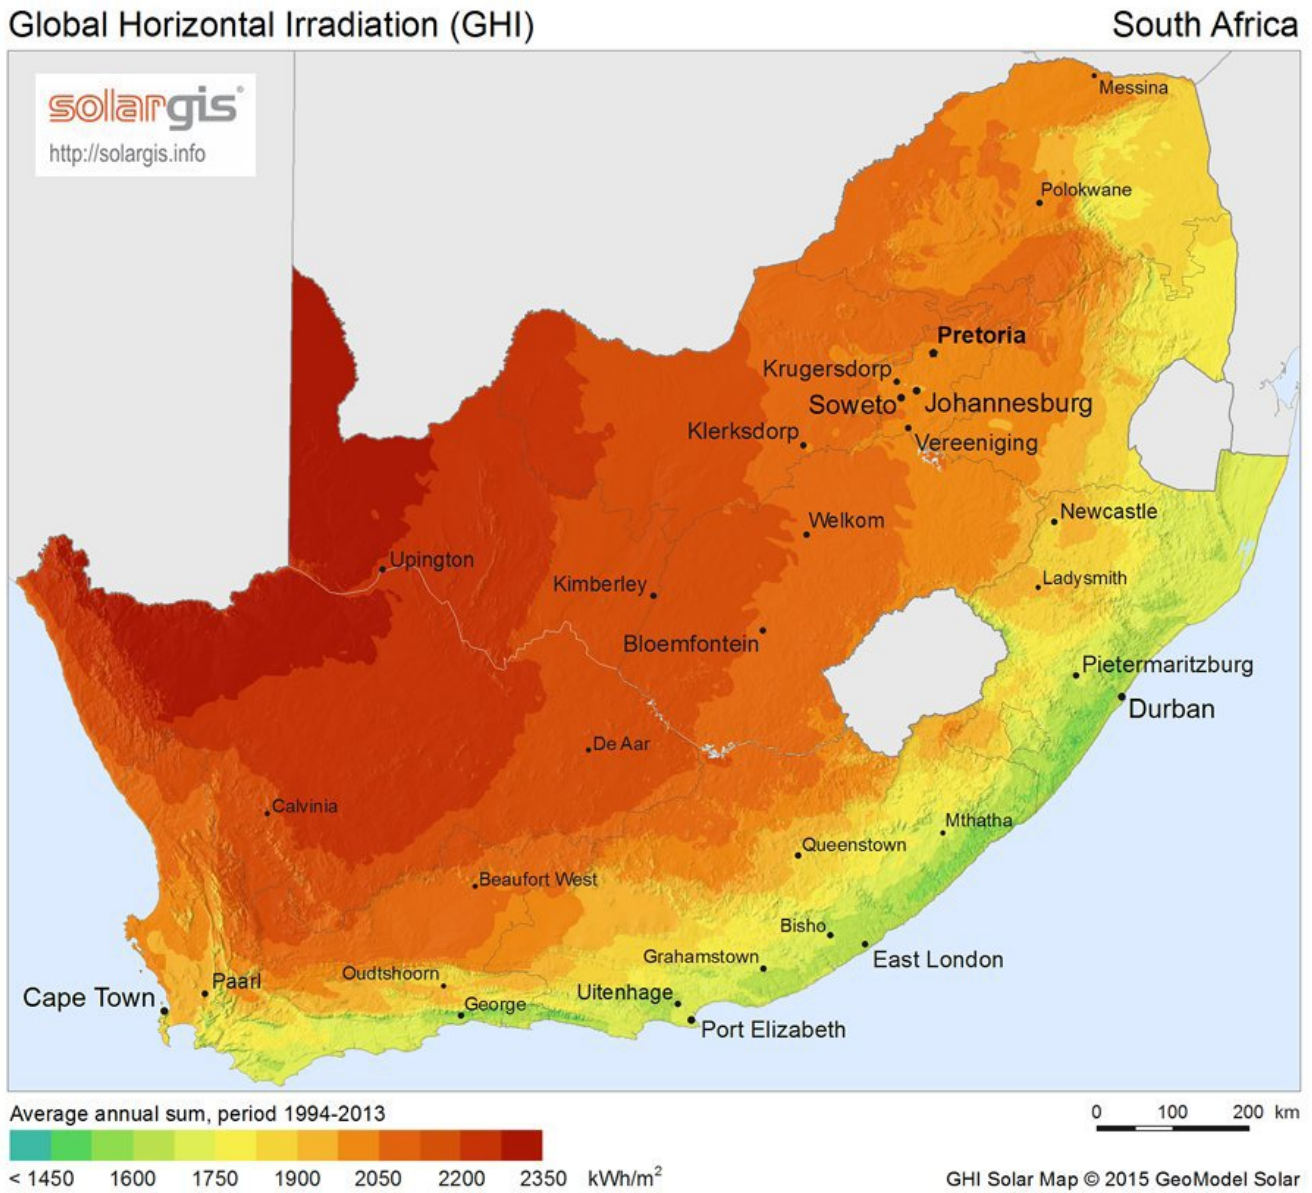 Global Horizontal Irradiation (GHI)
South Africa
solargis®
http://solargis.info
Messina
Polokwane
Pretoria
Krugersdorp
Soweto
Johannesburg
Klerksdorp
Vereeniging
Newcastle
Welkom
Upington
Ladysmith
Kimberley
Bloemfontein
Pietermaritzburg
Durban
De Aar
Calvinia
Mthatha
Queenstown
Beaufort West
Bisho
Grahamstown
East London
Oudtshoorn
Paarl
Uitenhage
Cape Town
George
Port Elizabeth
Average annual sum, period 1994-2013
0 100 200 km
< 1450 1600 1750 1900 2050 2200 2350 kWh/m²
GHI Solar Map © 2015 GeoModel Solar